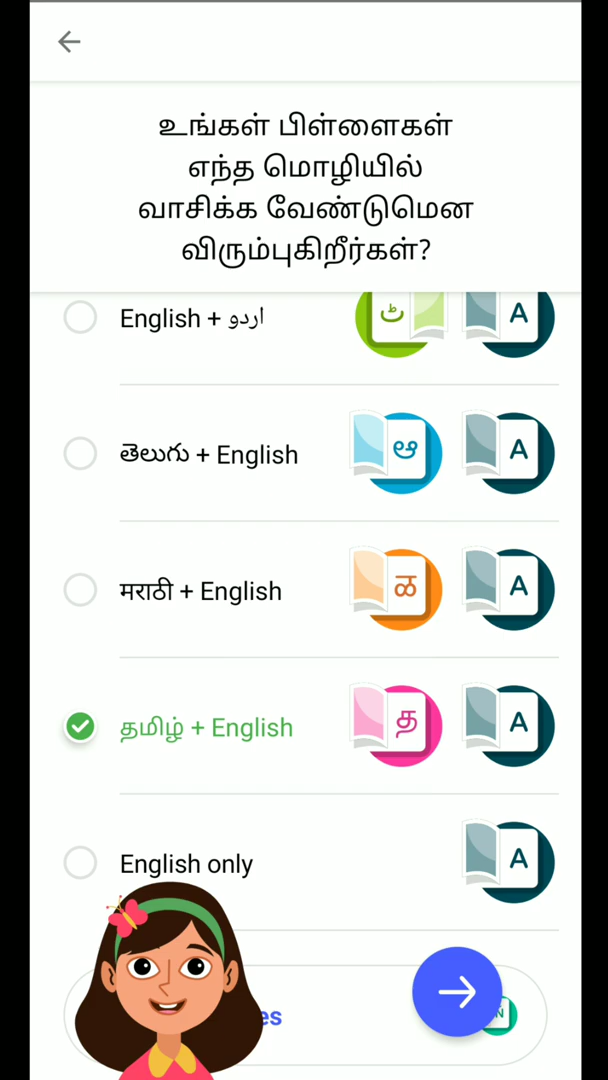 உங்கள் பிள்ளைகள்
எந்த மொழியில்
வாசிக்க வேண்டுமென
விரும்புகிறீர்கள்?
English + اردو
ٹ A
తెలుగు + English
ఆ A
मराठी + English
ळ A
தமிழ் + English
த A
English only
A